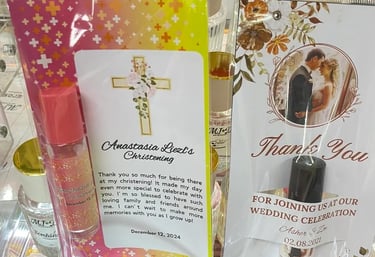 Anastasia Liezt's
Christening
Thank you so much for being there
at my christening! It made my day
even more special to celebrate with
you. I'm so blessed to have such
loving family and friends around
me. I can't wait to make more
memories with you as I grow up!
December 12, 2024
Thank You
FOR JOINING US AT OUR
WEDDING CELEBRATION
02.08.2021